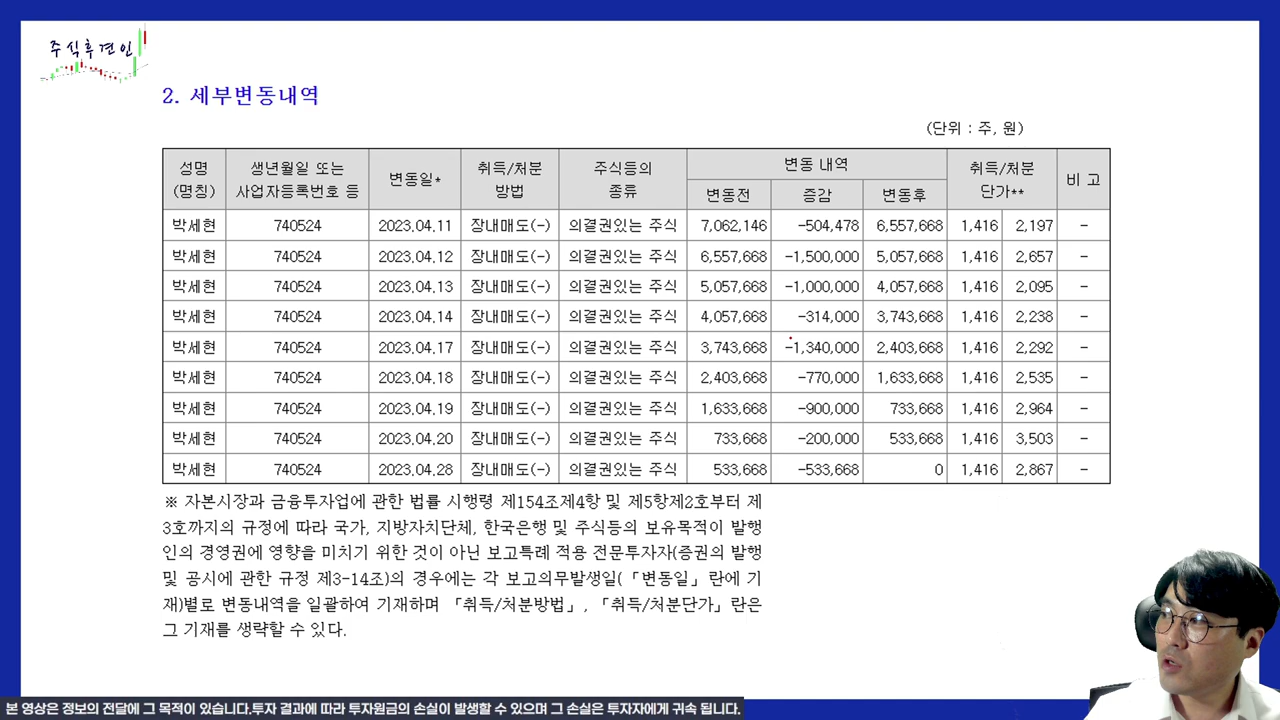 주식후견인
2. 세부변동내역
(단위 : 주, 원)
성명 (명칭) 생년월일 또는 사업자등록번호 등 변동일* 취득/처분 방법 주식등의 종류 변동 내역 취득/처분 단가** 비 고
변동전 증감 변동후
박세현 740524 2023.04.11 장내매도(-) 의결권있는 주식 7,062,146 -504,478 6,557,668 1,416 2,197 -
박세현 740524 2023.04.12 장내매도(-) 의결권있는 주식 6,557,668 -1,500,000 5,057,668 1,416 2,657 -
박세현 740524 2023.04.13 장내매도(-) 의결권있는 주식 5,057,668 -1,000,000 4,057,668 1,416 2,095 -
박세현 740524 2023.04.14 장내매도(-) 의결권있는 주식 4,057,668 -314,000 3,743,668 1,416 2,238 -
박세현 740524 2023.04.17 장내매도(-) 의결권있는 주식 3,743,668 -1,340,000 2,403,668 1,416 2,292 -
박세현 740524 2023.04.18 장내매도(-) 의결권있는 주식 2,403,668 -770,000 1,633,668 1,416 2,535 -
박세현 740524 2023.04.19 장내매도(-) 의결권있는 주식 1,633,668 -900,000 733,668 1,416 2,964 -
박세현 740524 2023.04.20 장내매도(-) 의결권있는 주식 733,668 -200,000 533,668 1,416 3,503 -
박세현 740524 2023.04.28 장내매도(-) 의결권있는 주식 533,668 -533,668 0 1,416 2,867 -
※ 자본시장과 금융투자업에 관한 법률 시행령 제154조제4항 및 제5항제2호부터 제
3호까지의 규정에 따라 국가, 지방자치단체, 한국은행 및 주식등의 보유목적이 발행
인의 경영권에 영향을 미치기 위한 것이 아닌 보고특례 적용 전문투자자(증권의 발행
및 공시에 관한 규정 제3-14조)의 경우에는 각 보고의무발생일(「변동일」란에 기
재)별로 변동내역을 일괄하여 기재하며 「취득/처분방법」, 「취득/처분단가」란은
그 기재를 생략할 수 있다.
본 영상은 정보의 전달에 그 목적이 있습니다.투자 결과에 따라 투자원금의 손실이 발생할 수 있으며 그 손실은 투자자에게 귀속 됩니다.